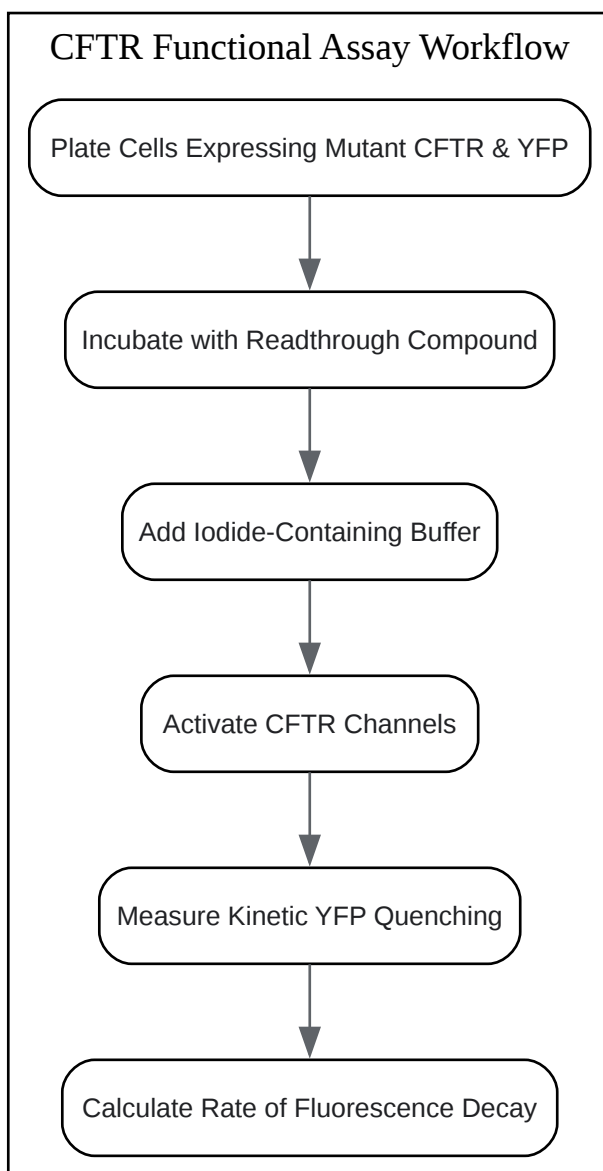 CFTR Functional Assay Workflow
Plate Cells Expressing Mutant CFTR & YFP
Incubate with Readthrough Compound
Add Iodide-Containing Buffer
Activate CFTR Channels
Measure Kinetic YFP Quenching
Calculate Rate of Fluorescence Decay